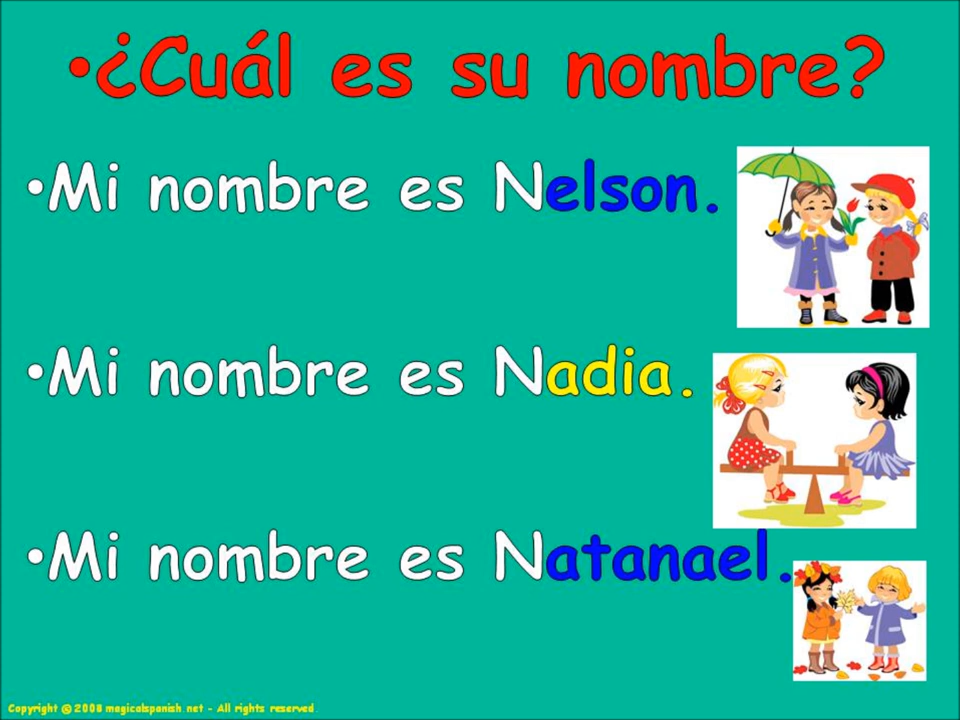 •¿Cuál es su nombre?
•Mi nombre es Nelson.
•Mi nombre es Nadia.
•Mi nombre es Natanael.
Copyright © 2008 magicalspanish.net - All rights reserved.